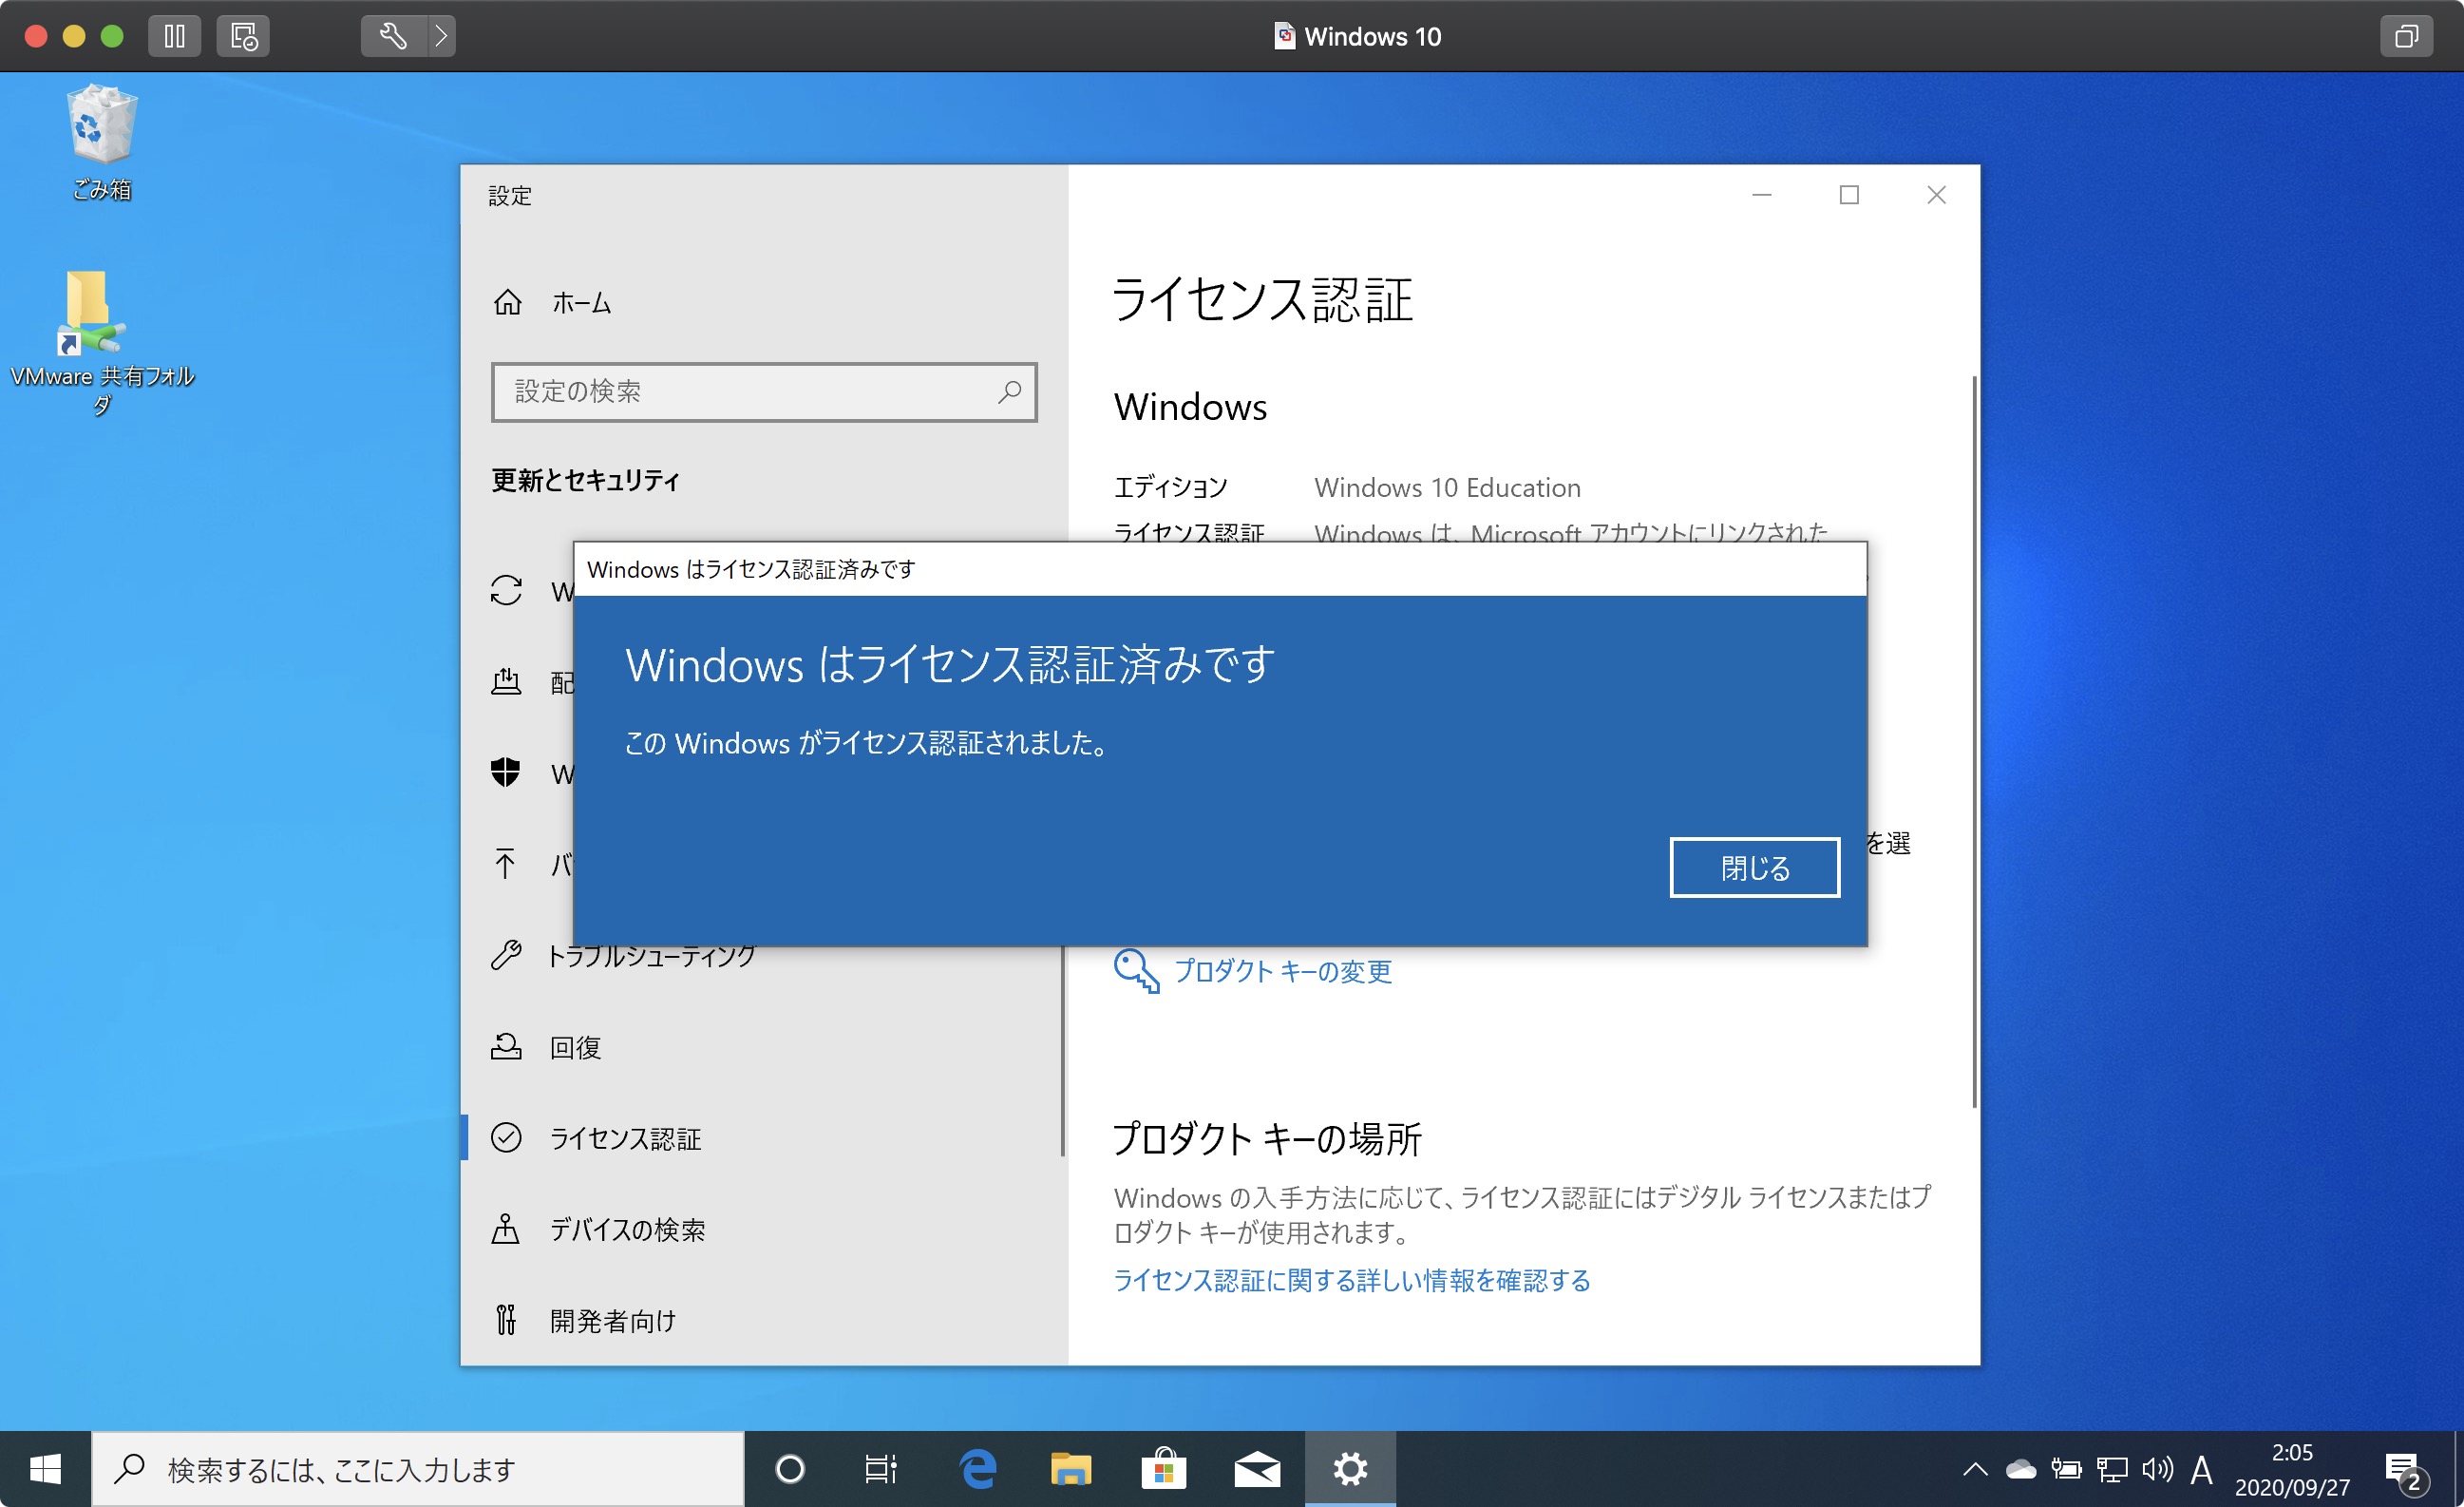 Windows 10
ごみ箱
VMware 共有フォル
ダ
設定
ホーム
設定の検索
更新とセキュリティ
W
配
W
バ
トラブルシューティング
回復
ライセンス認証
デバイスの検索
開発者向け
ライセンス認証
Windows
エディション Windows 10 Education
ライセンス認証 Windows は、Microsoft アカウントにリンクされた
Windows はライセンス認証済みです
Windows はライセンス認証済みです
この Windows がライセンス認証されました。
閉じる
を選
プロダクト キーの変更
プロダクト キーの場所
Windows の入手方法に応じて、ライセンス認証にはデジタル ライセンスまたはプ
ロダクト キーが使用されます。
ライセンス認証に関する詳しい情報を確認する
検索するには、ここに入力します
A
2:05
2020/09/27
2